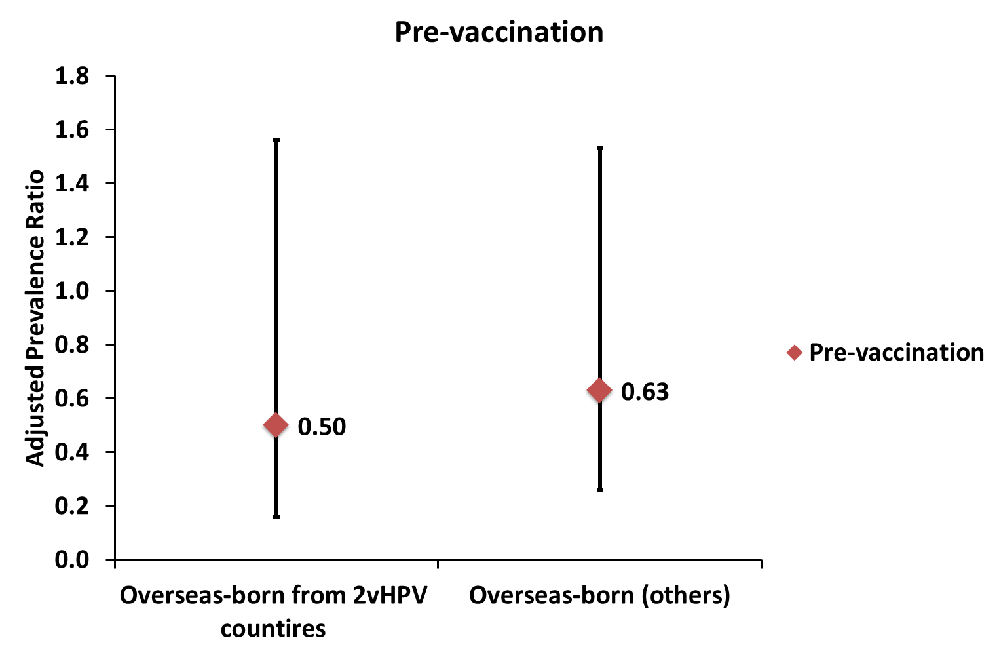 Pre-vaccination
Adjusted Prevalence Ratio
1.8
1.6
1.4
1.2
1.0
0.8
0.6
0.4
0.2
0.0
0.50
0.63
Pre-vaccination
Overseas-born from 2vHPV
countires
Overseas-born (others)